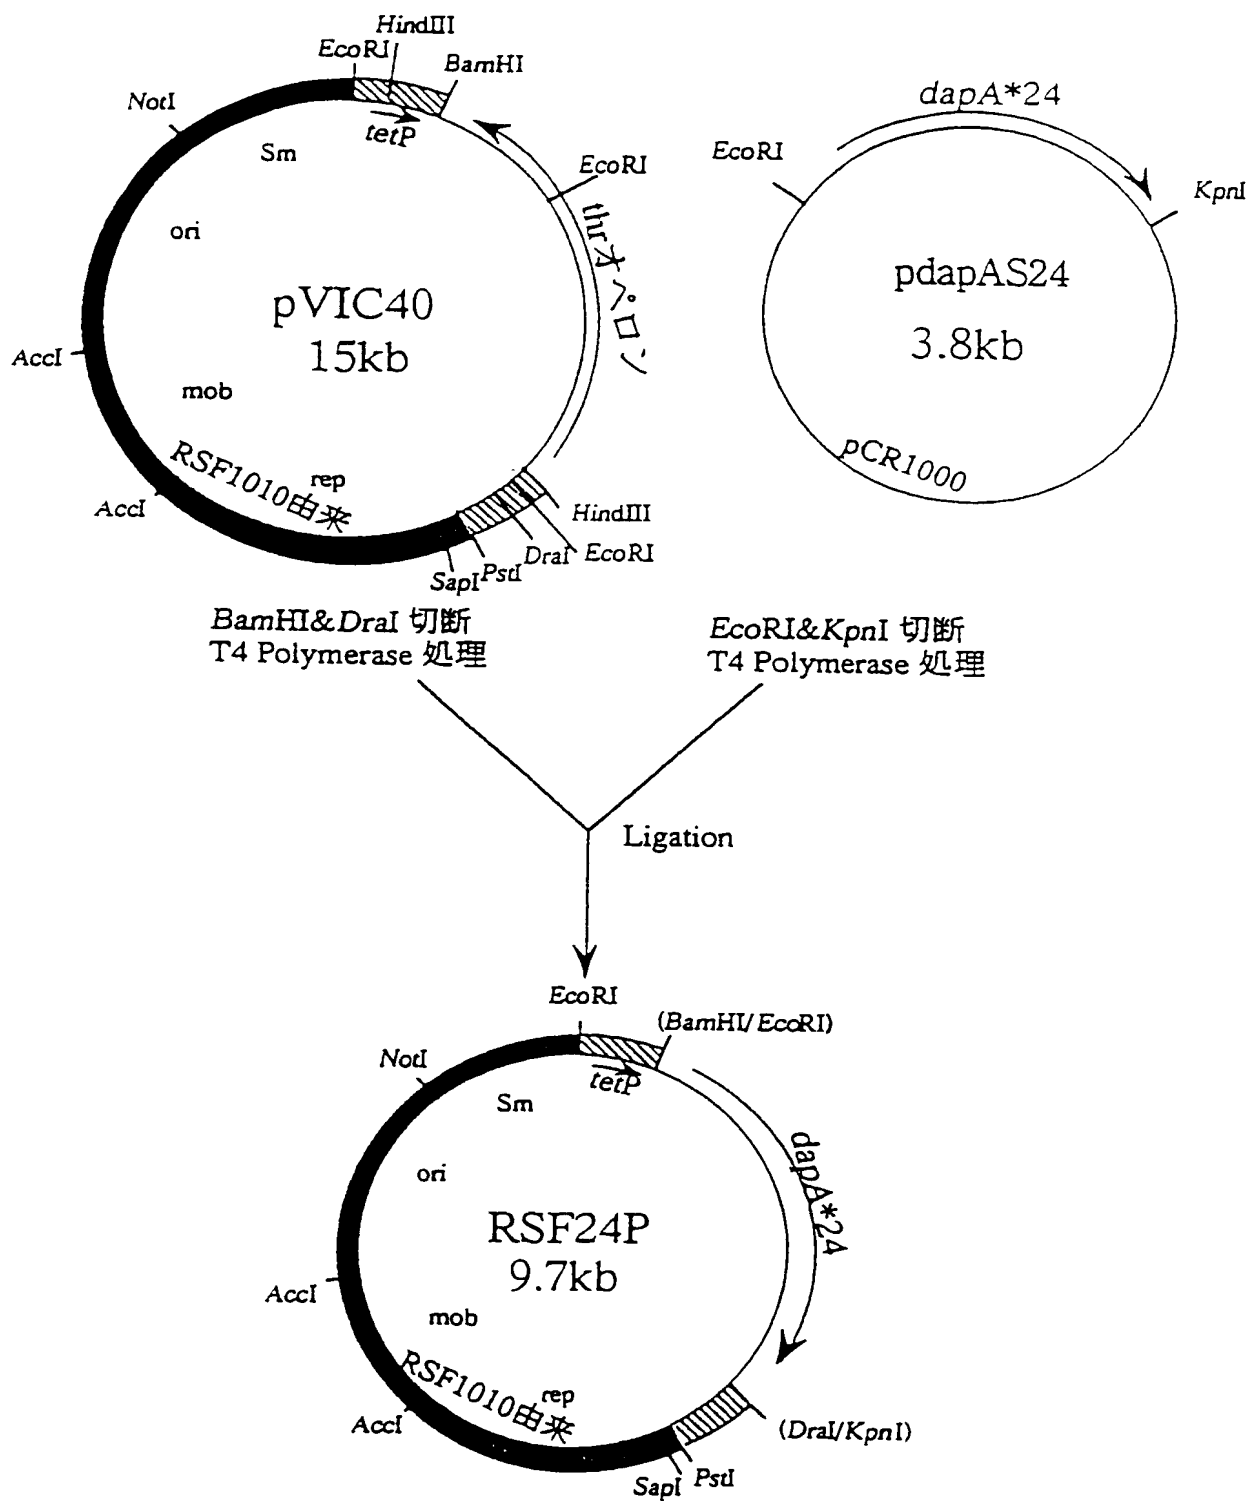 HindIII
EcoRI
BamHI
NotI
tetP
Sm
EcoRI
ori
thrオペロン
pVIC40
15kb
AccI
mob
RSF1010由来
rep
AccI
HindIII
EcoRI
DraI
PstI
SapI
dapA*24
EcoRI
KpnI
pdapAS24
3.8kb
pCR1000
BamHI&DraI 切断
T4 Polymerase 処理
EcoRI&KpnI 切断
T4 Polymerase 処理
Ligation
EcoRI
(BamHI/EcoRI)
NotI
tetP
Sm
dapA*24
ori
RSF24P
9.7kb
AccI
mob
RSF1010由来
rep
AccI
(DraI/KpnI)
PstI
SapI